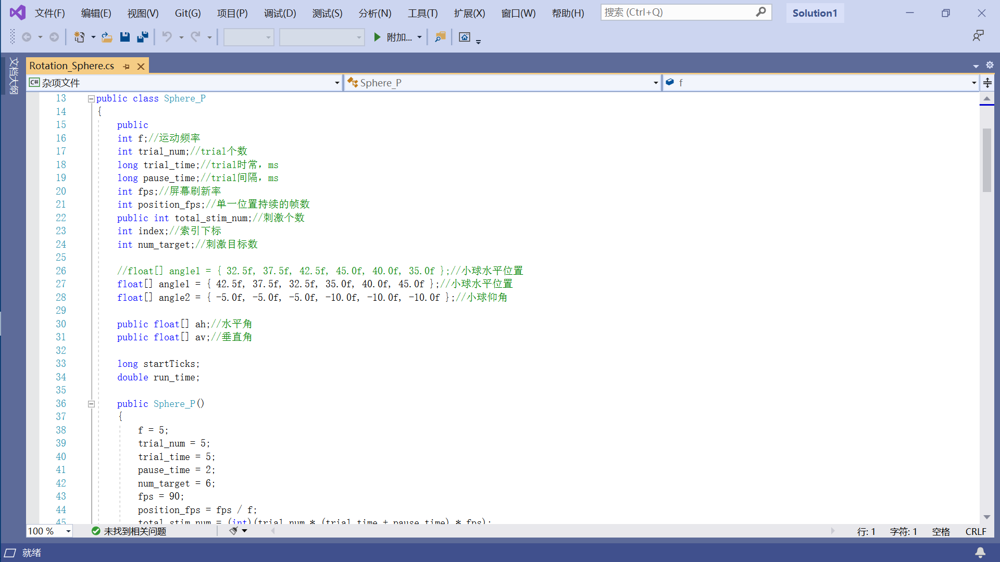 文件(F) 编辑(E) 视图(V) Git(G) 项目(P) 调试(D) 测试(S) 分析(N) 工具(T) 扩展(X) 窗口(W) 帮助(H) 搜索 (Ctrl+Q) Solution1
附加...
文档大纲
Rotation_Sphere.cs
C# 杂项文件 Sphere_P f
13 public class Sphere_P
14 {
15 public
16 int f;//运动频率
17 int trial_num;//trial个数
18 long trial_time;//trial时常，ms
19 long pause_time;//trial间隔，ms
20 int fps;//屏幕刷新率
21 int position_fps;//单一位置持续的帧数
22 public int total_stim_num;//刺激个数
23 int index;//索引下标
24 int num_target;//刺激目标数
25
26 //float[] angle1 = { 32.5f, 37.5f, 42.5f, 45.0f, 40.0f, 35.0f };//小球水平位置
27 float[] angle1 = { 42.5f, 37.5f, 32.5f, 35.0f, 40.0f, 45.0f };//小球水平位置
28 float[] angle2 = { -5.0f, -5.0f, -5.0f, -10.0f, -10.0f, -10.0f };//小球仰角
29
30 public float[] ah;//水平角
31 public float[] av;//垂直角
32
33 long startTicks;
34 double run_time;
35
36 public Sphere_P()
37 {
38 f = 5;
39 trial_num = 5;
40 trial_time = 5;
41 pause_time = 2;
42 num_target = 6;
43 fps = 90;
44 position_fps = fps / f;
45 total_stim_num = (int)(trial_num * (trial_time + pause_time) * fps);
100 % 未找到相关问题 行: 1 字符: 1 空格 CRLF
就绪